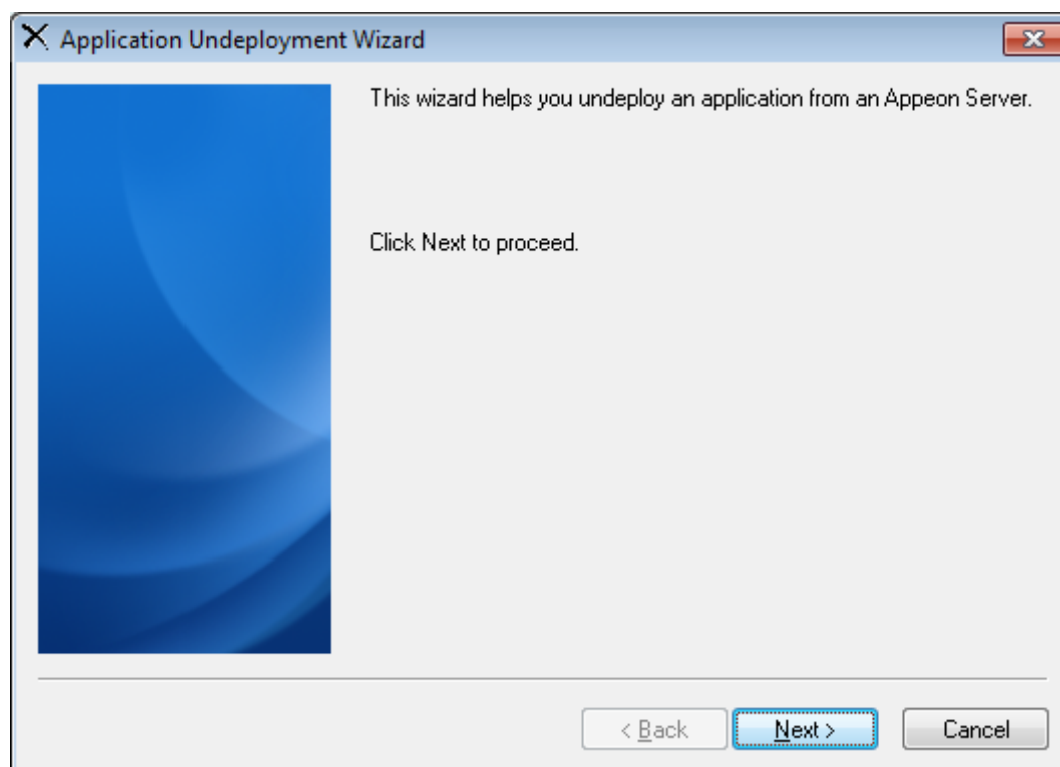 Application Undeployment Wizard
This wizard helps you undeploy an application from an Appeon Server.
Click Next to proceed.
< Back Next > Cancel